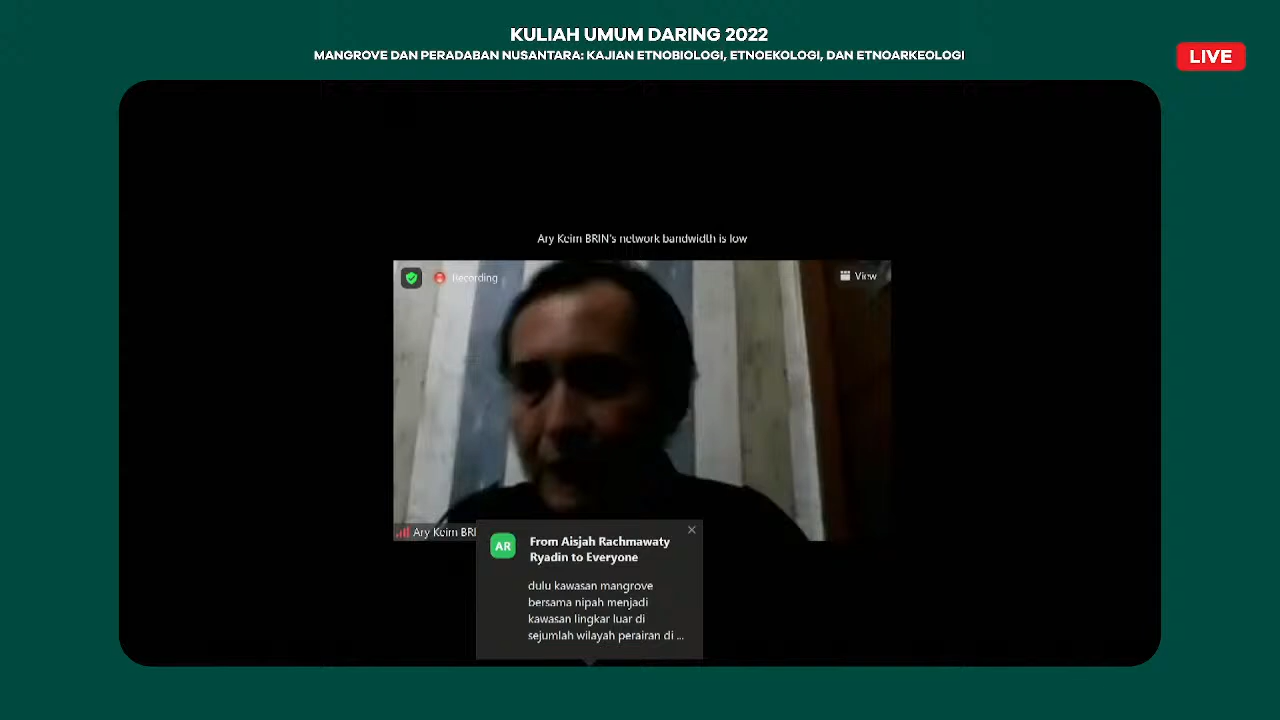 KULIAH UMUM DARING 2022
MANGROVE DAN PERADABAN NUSANTARA: KAJIAN ETNOBIOLOGI, ETNOEKOLOGI, DAN ETNOARKEOLOGI
LIVE
Ary Keim BRIN's network bandwidth is low
Recording
View
Ary Keim BRI
AR
From Aisjah Rachmawaty
Ryadin to Everyone
dulu kawasan mangrove
bersama nipah menjadi
kawasan lingkar luar di
sejumlah wilayah perairan di ...